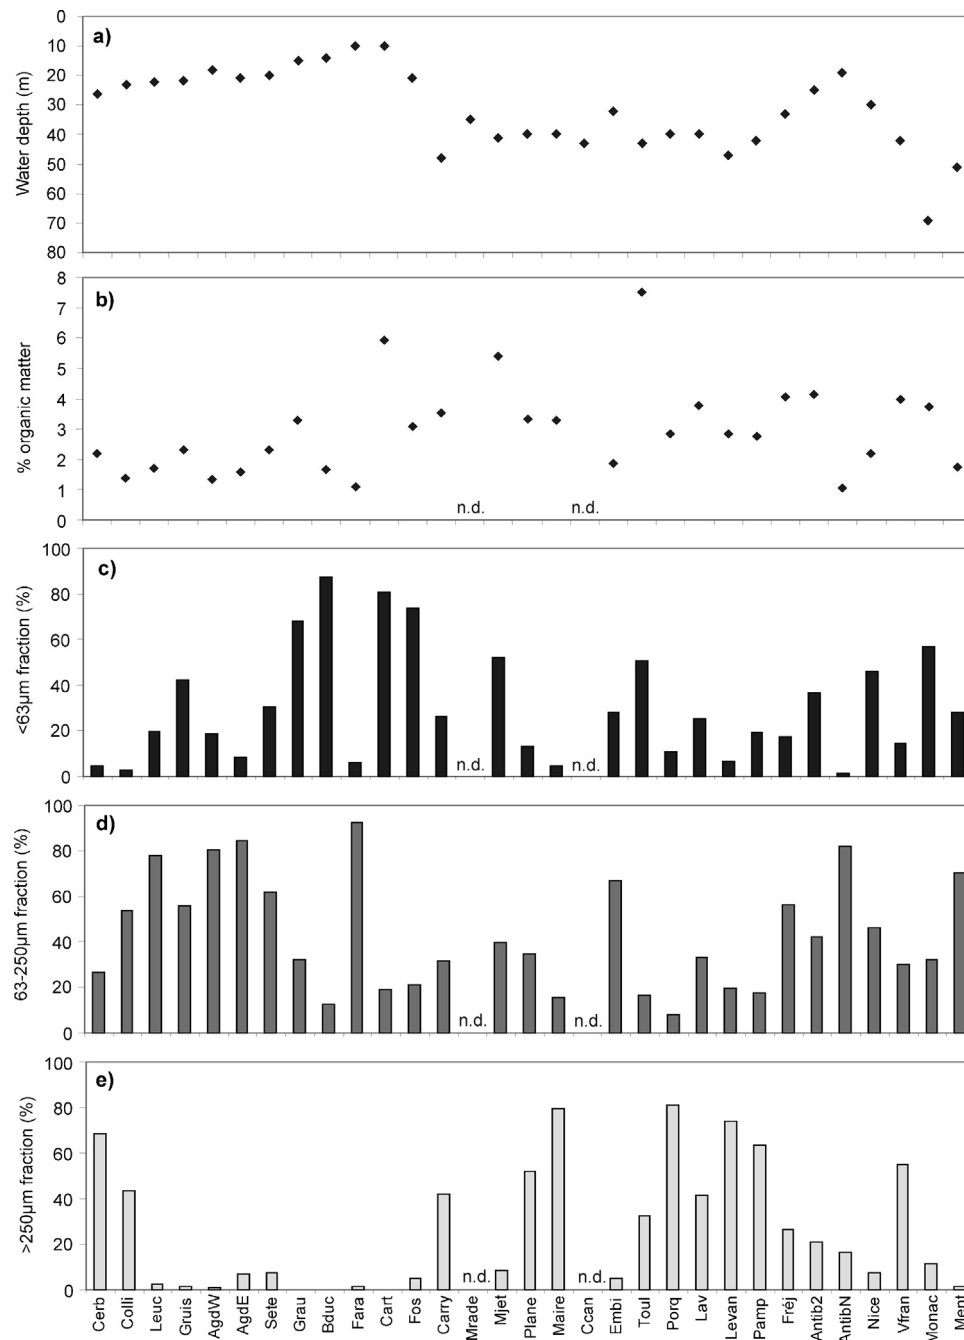 a)
Water depth (m)
0
10
20
30
40
50
60
70
80
b)
% organic matter
8
7
6
5
4
3
2
1
0
n.d.
n.d.
c)
<63µm fraction (%)
100
80
60
40
20
0
n.d.
n.d.
d)
63-250µm fraction (%)
100
80
60
40
20
0
n.d.
n.d.
e)
>250µm fraction (%)
100
80
60
40
20
0
n.d.
n.d.
Cerb
Colli
Leuc
Gruis
AgdW
AgdE
Sete
Grau
Bduc
Fara
Cart
Fos
Carry
Mrade
Mjet
Plane
Maire
Ccan
Embi
Toul
Porq
Lav
Levan
Pamp
Fréj
Antib2
AntibN
Nice
Vfran
Monac
Ment